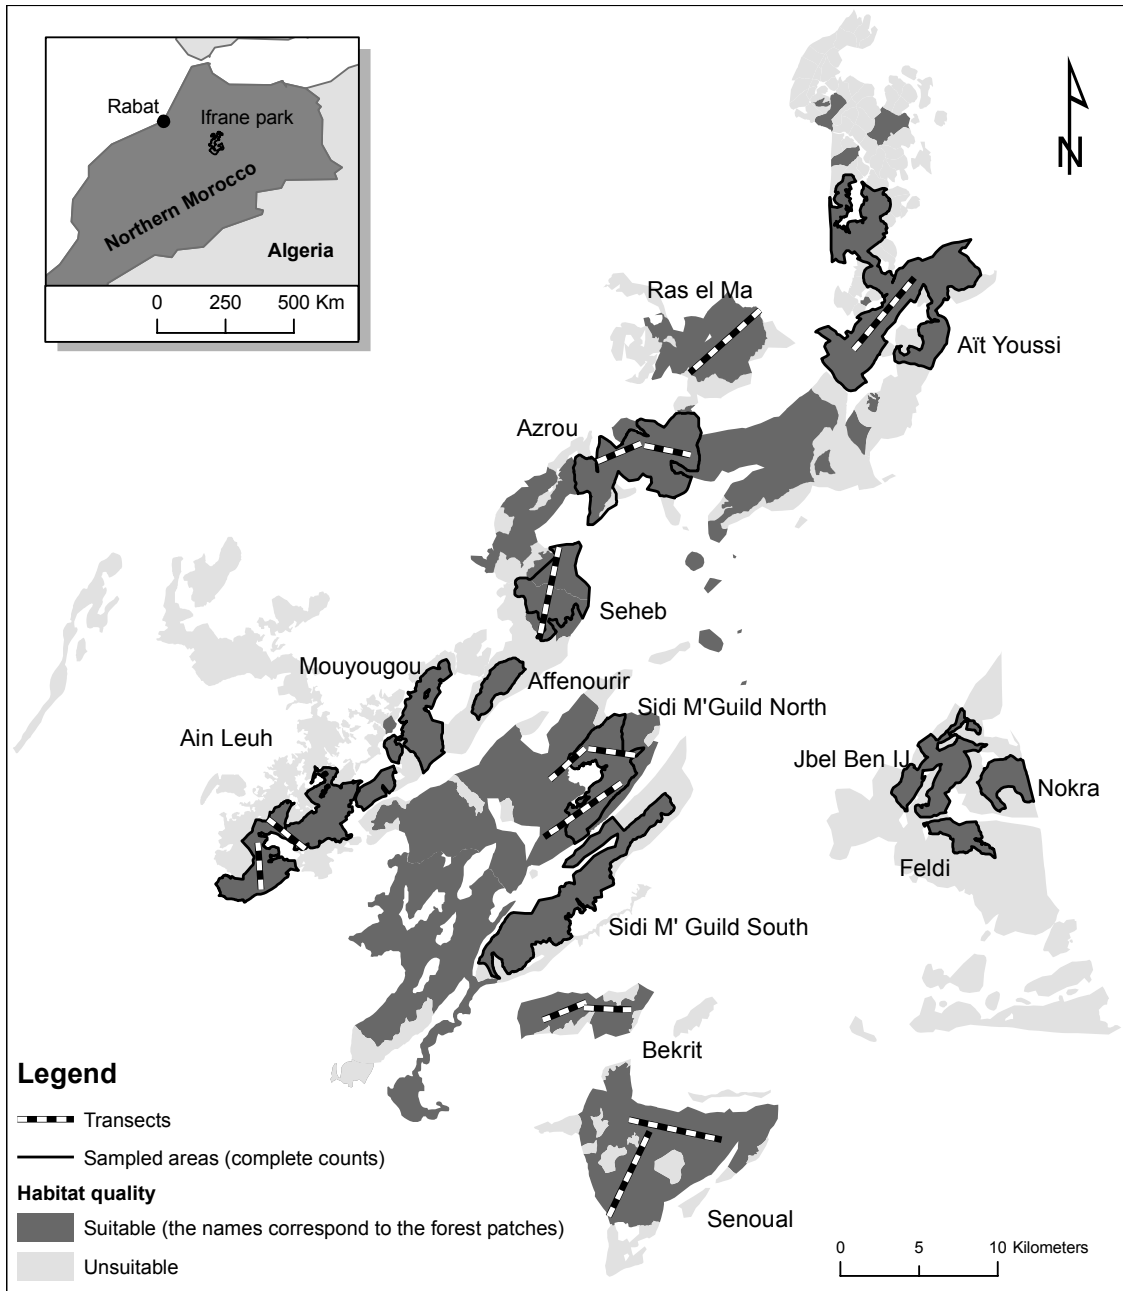 Rabat
Ifrane park
Northern Morocco
Algeria
0 250 500 Km
N
Ras el Ma
Aït Youssi
Azrou
Seheb
Mouyougou
Affenourir
Sidi M'Guild North
Ain Leuh
Jbel Ben IJ
Nokra
Feldi
Sidi M' Guild South
Bekrit
Senoual
Legend
Transects
Sampled areas (complete counts)
Habitat quality
Suitable (the names correspond to the forest patches)
Unsuitable
0 5 10 Kilometers